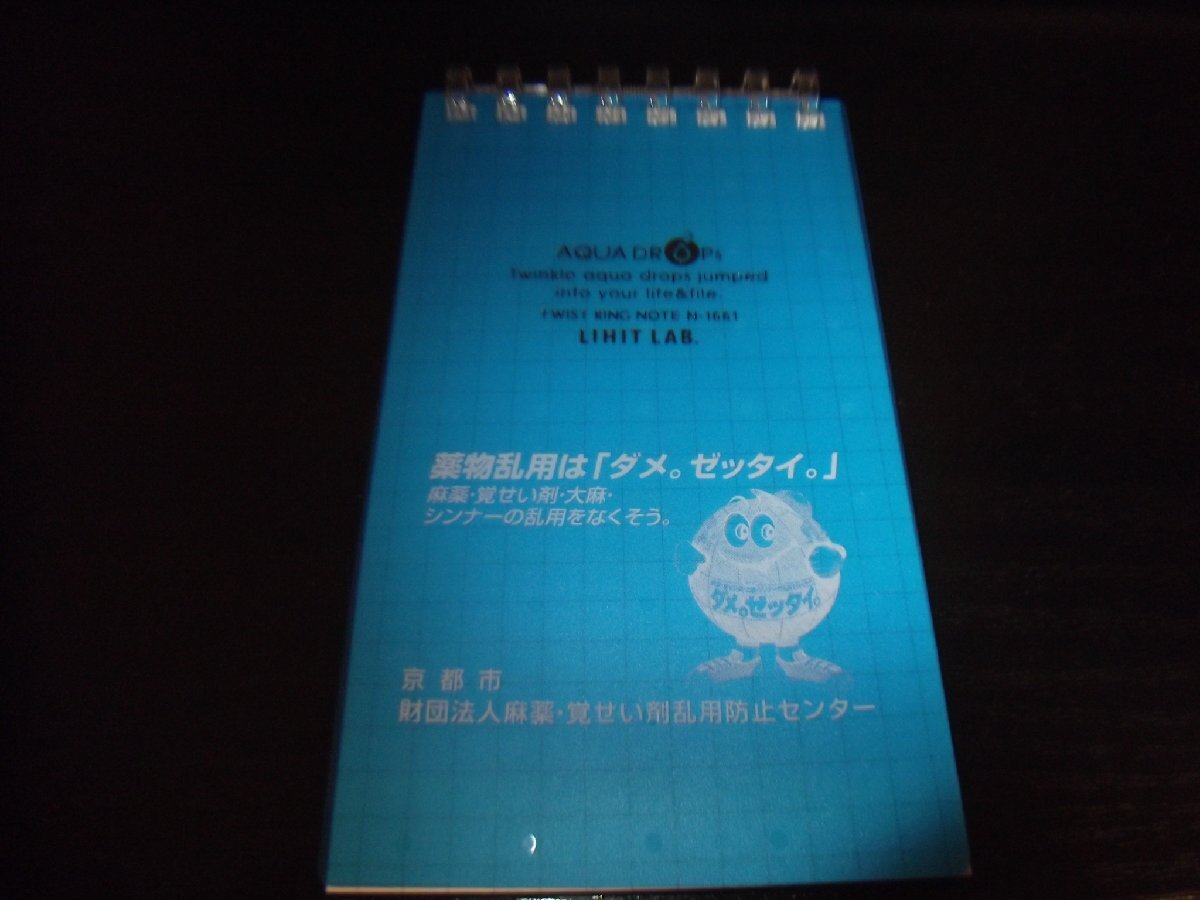 AQUA DROPs
Twinkle aqua drops jumped
into your life&file.
TWIST RING NOTE N-1661
LIHIT LAB.
薬物乱用は「ダメ。ゼッタイ。」
麻薬・覚せい剤・大麻・
シンナーの乱用をなくそう。
ダメ。ゼッタイ。
京都市
財団法人麻薬・覚せい剤乱用防止センター